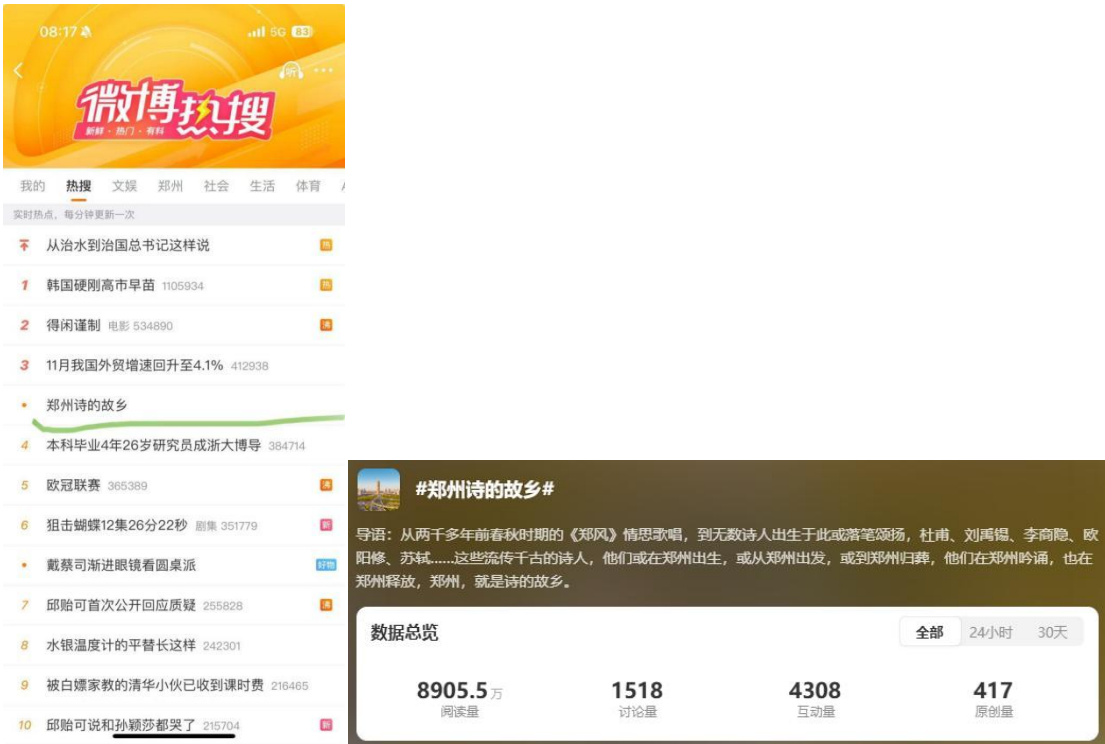 08:17
5G 83
听
微博热搜
新鲜·热门·有料
我的 热搜 文娱 郑州 社会 生活 体育
实时热点,每分钟更新一次
从治水到治国总书记这样说 热
1 韩国硬刚高市早苗 1105934 热
2 得闲谨制 电影 534890 沸
3 11月我国外贸增速回升至4.1% 412938
郑州诗的故乡
4 本科毕业4年26岁研究员成浙大博导 384714
5 欧冠联赛 365389 沸
6 狙击蝴蝶12集26分22秒 剧集 351779 新
戴蔡司渐进眼镜看圆桌派 好物
7 邱贻可首次公开回应质疑 255828 沸
8 水银温度计的平替长这样 242301
9 被白嫖家教的清华小伙已收到课时费 216465
10 邱贻可说和孙颖莎都哭了 215704 新
#郑州诗的故乡#
导语:从两千多年前春秋时期的《郑风》情思歌唱,到无数诗人出生于此或落笔颂扬,杜甫、刘禹锡、李商隐、欧
阳修、苏轼......这些流传千古的诗人,他们或在郑州出生,或从郑州出发,或到郑州归葬,他们在郑州吟诵,也在
郑州释放,郑州,就是诗的故乡。
数据总览 全部 24小时 30天
8905.5万 1518 4308 417
阅读量 讨论量 互动量 原创量